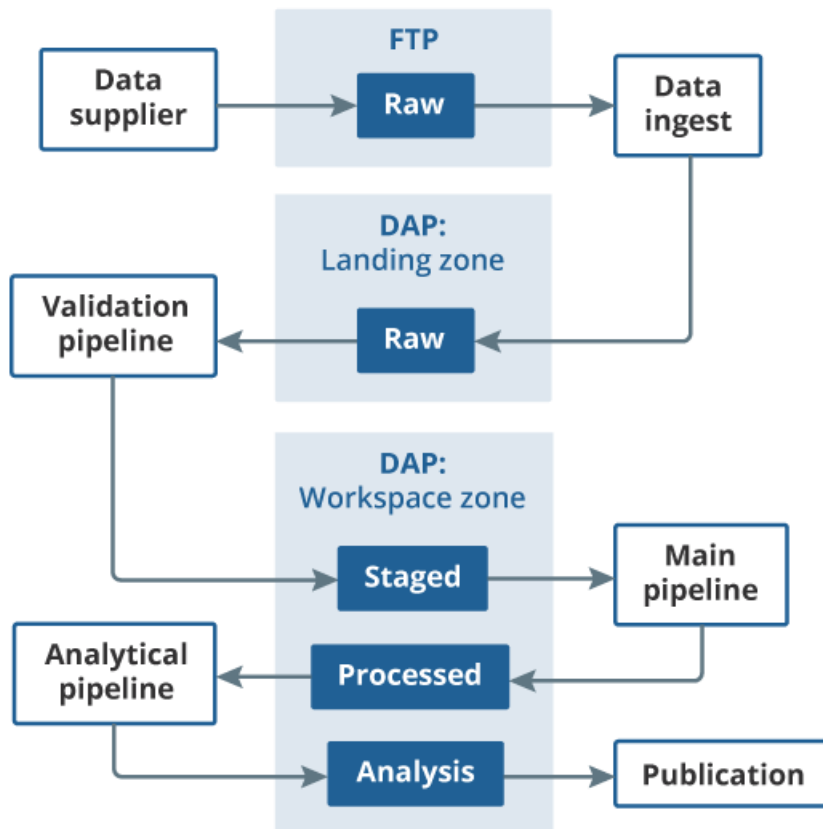 FTP
Data
supplier
Raw
Data
ingest
DAP:
Landing zone
Validation
pipeline
Raw
DAP:
Workspace zone
Staged
Main
pipeline
Analytical
pipeline
Processed
Analysis
Publication